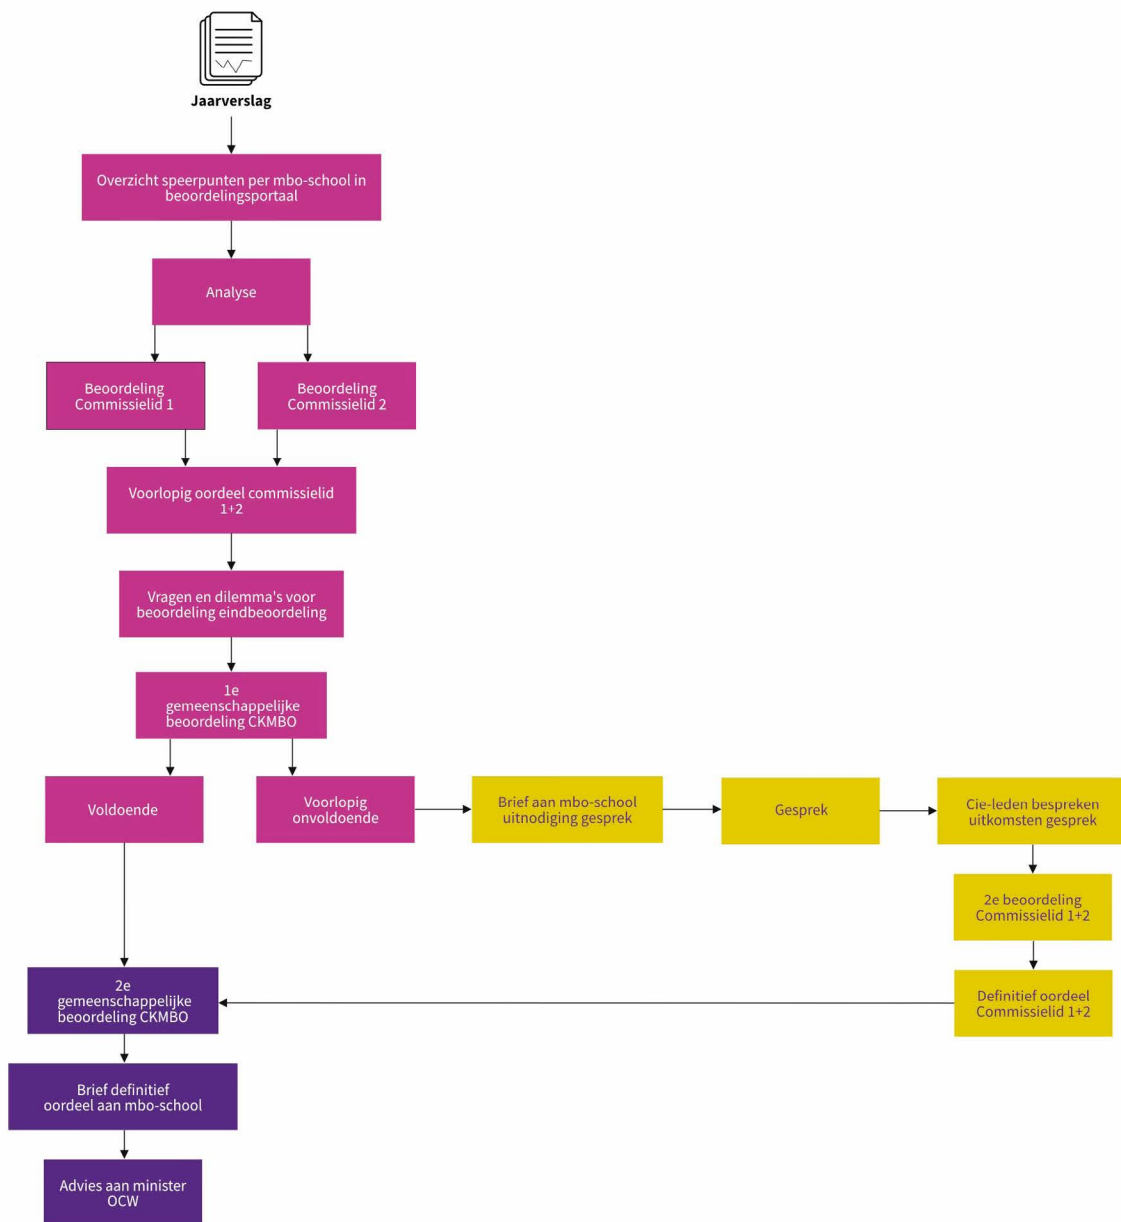 Jaarverslag
Overzicht speerpunten per mbo-school in
beoordelingsportaal
Analyse
Beoordeling
Commissielid 1
Beoordeling
Commissielid 2
Voorlopig oordeel commissielid
1+2
Vragen en dilemma's voor
beoordeling eindbeoordeling
1e
gemeenschappelijke
beoordeling CKMBO
Voldoende
Voorlopig
onvoldoende
Brief aan mbo-school
uitnodiging gesprek
Gesprek
Cie-leden bespreken
uitkomsten gesprek
2e beoordeling
Commissielid 1+2
Definitief oordeel
Commissielid 1+2
2e
gemeenschappelijke
beoordeling CKMBO
Brief definitief
oordeel aan mbo-school
Advies aan minister
OCW